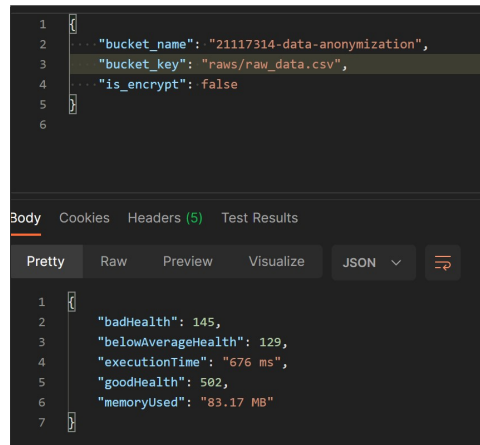 1 {
2 "bucket_name": "21117314-data-anonymization",
3 "bucket_key": "raws/raw_data.csv",
4 "is_encrypt": false
5 }
6
Body Cookies Headers (5) Test Results
Pretty Raw Preview Visualize JSON
1 {
2 "badHealth": 145,
3 "belowAverageHealth": 129,
4 "executionTime": "676 ms",
5 "goodHealth": 502,
6 "memoryUsed": "83.17 MB"
7 }